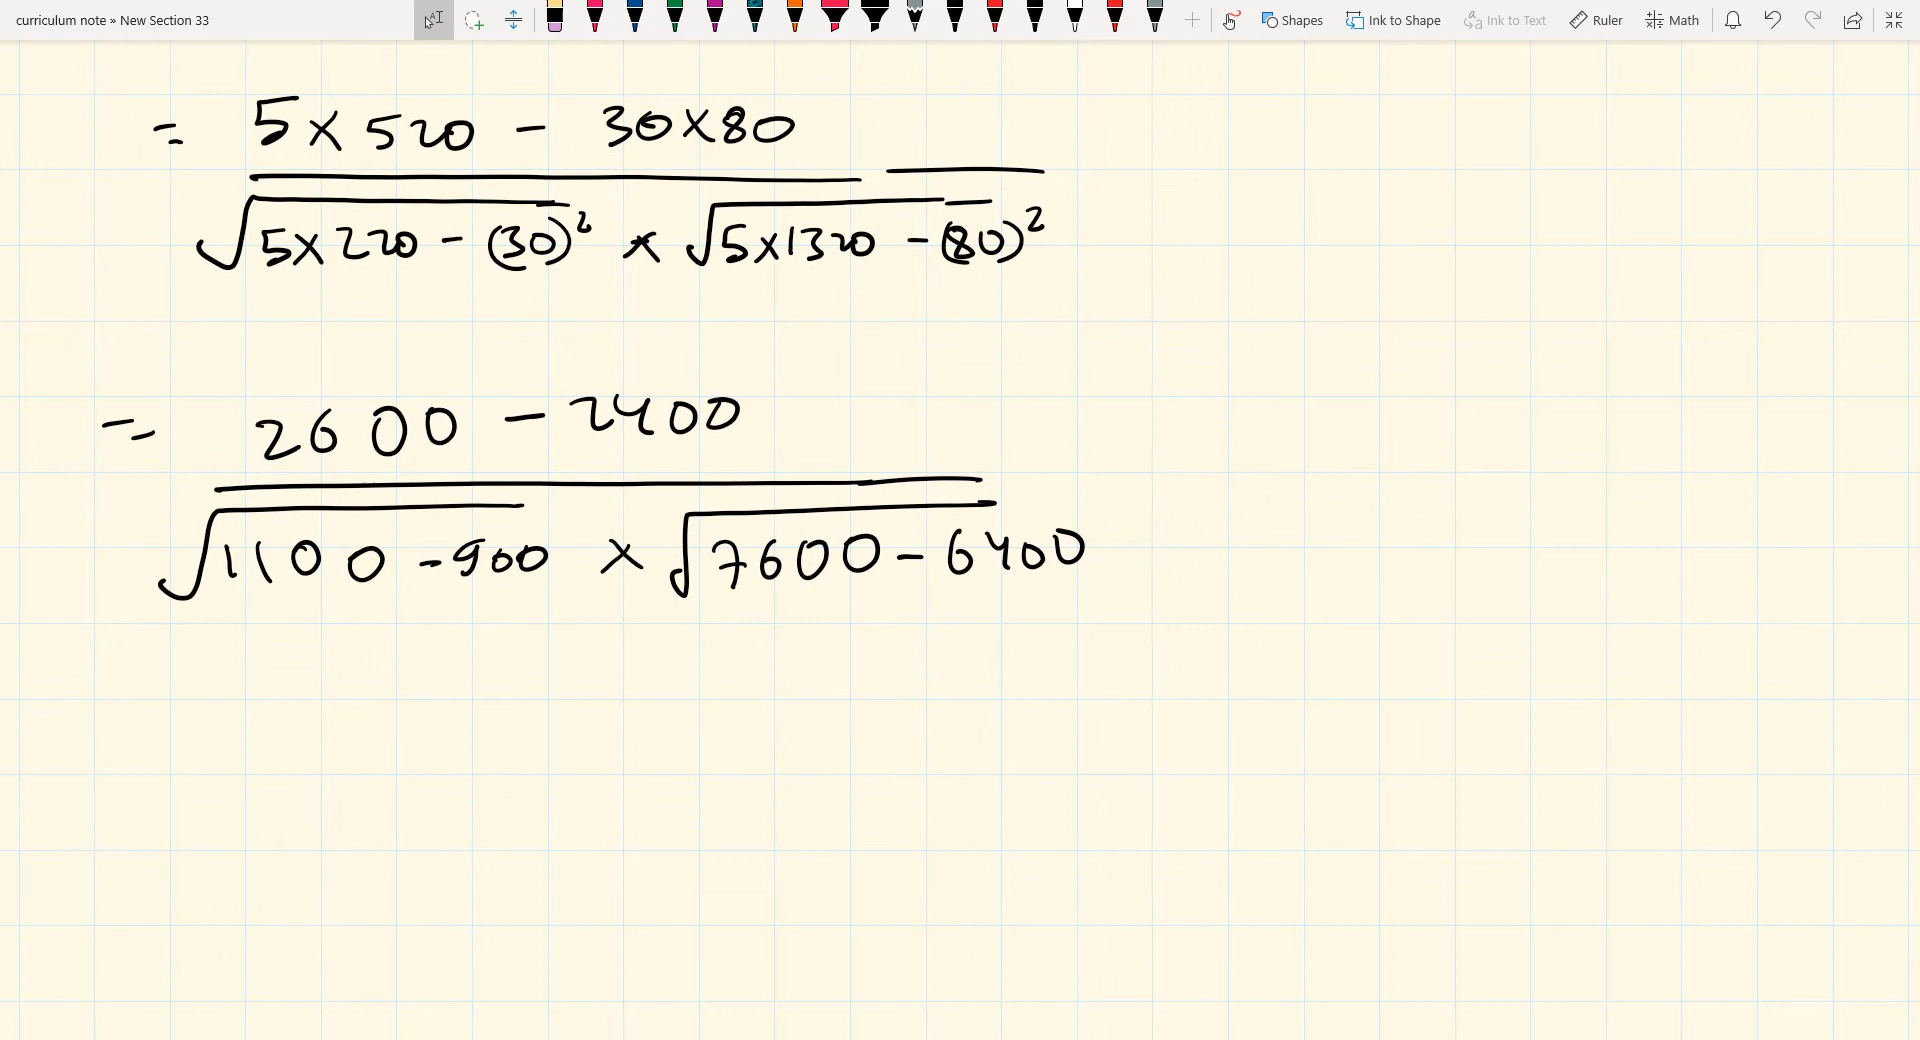 curriculum note » New Section 33 Shapes Ink to Shape Ink to Text Ruler Math
= 5 × 520 - 30 × 80
√5 × 220 - (30)² × √5 × 1320 - (80)²
= 2600 - 2400
√1100 - 900 × √7600 - 6400